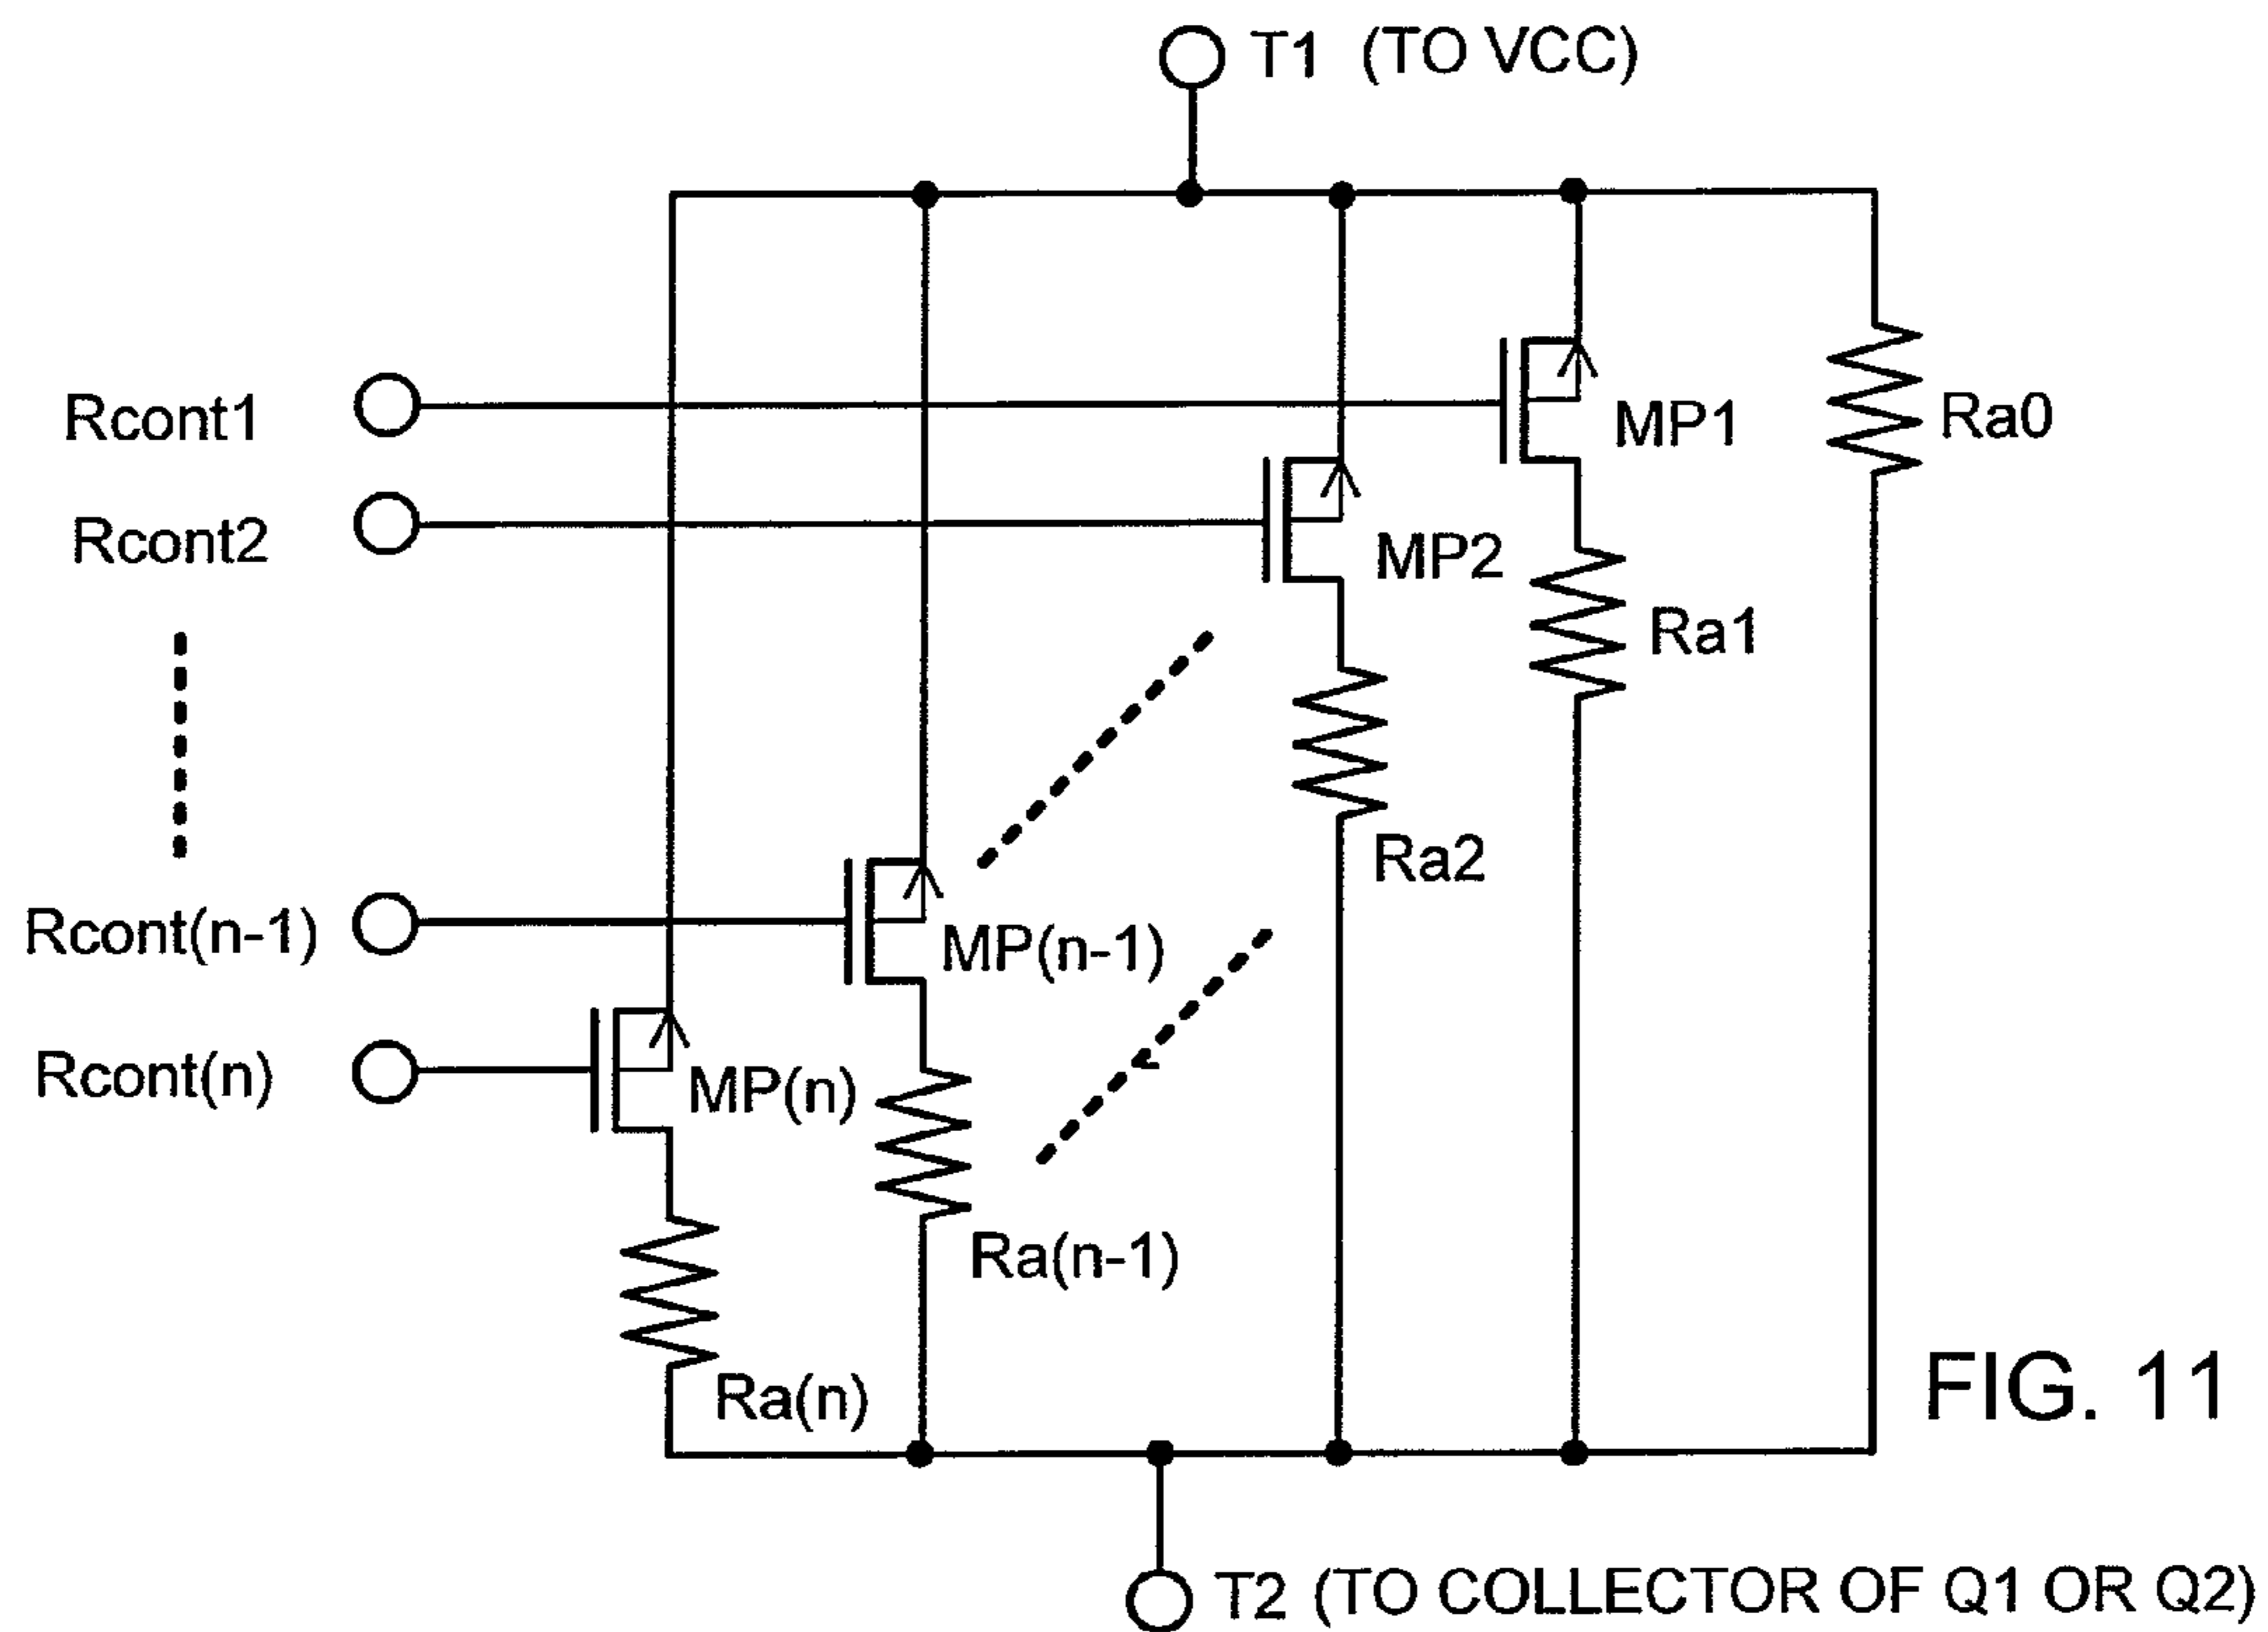 T1 (TO VCC)
Rcont1
MP1
Ra0
Rcont2
MP2
Ra1
Ra2
Rcont(n-1)
MP(n-1)
Rcont(n)
MP(n)
Ra(n-1)
Ra(n)
FIG. 11
T2 (TO COLLECTOR OF Q1 OR Q2)